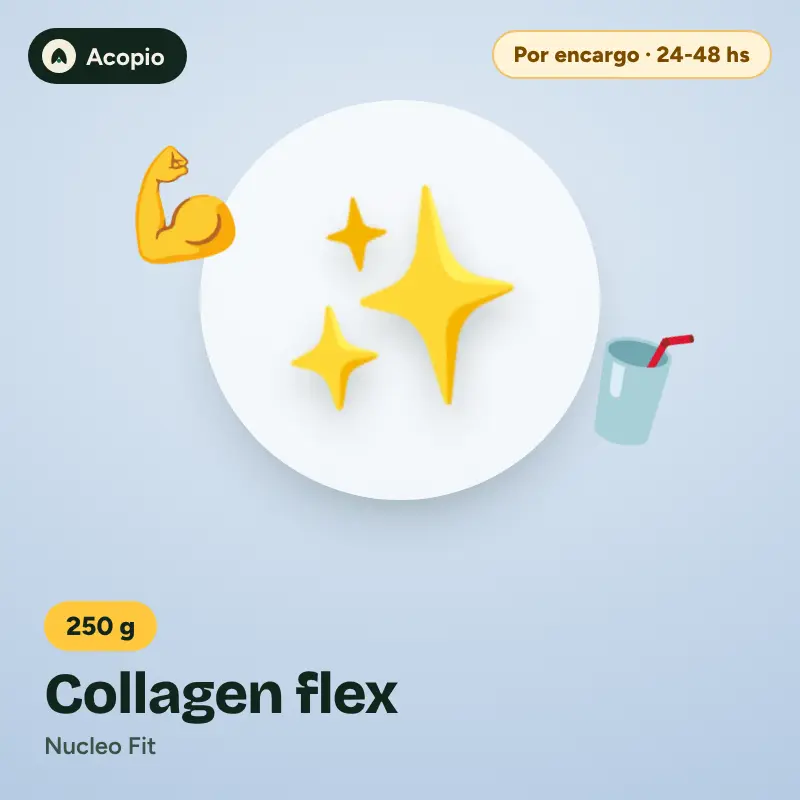 Acopio
Por encargo · 24-48 hs
250 g
Collagen flex
Nucleo Fit